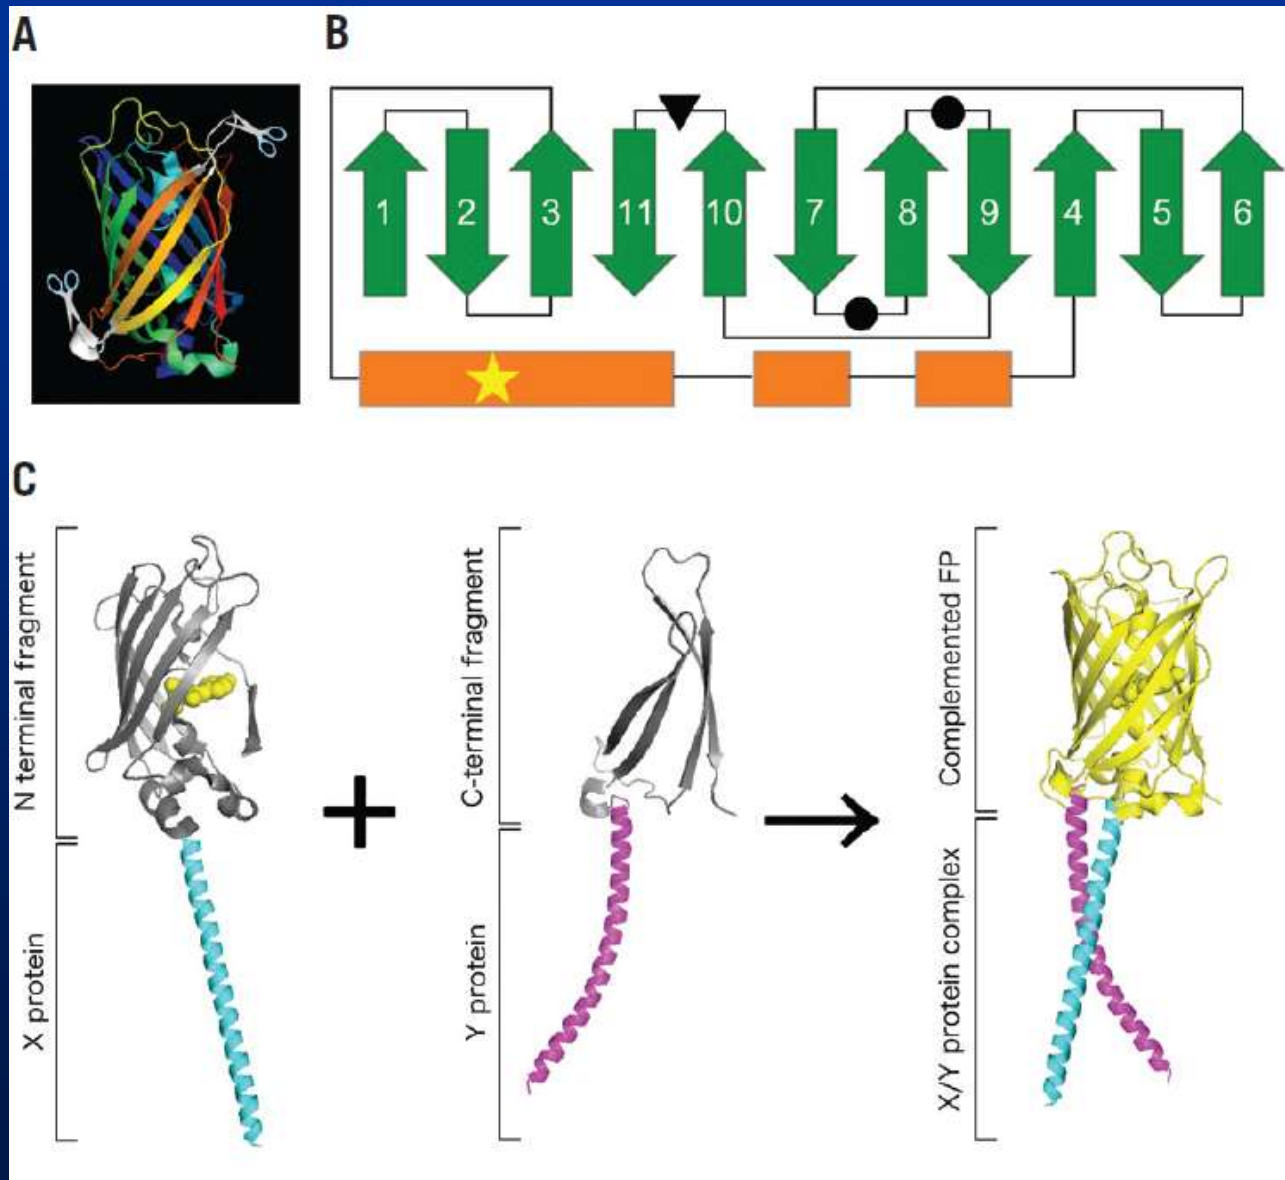 A
B
1 2 3 11 10 7 8 9 4 5 6
C
N terminal fragment
X protein
C-terminal fragment
Y protein
Complemented FP
X/Y protein complex